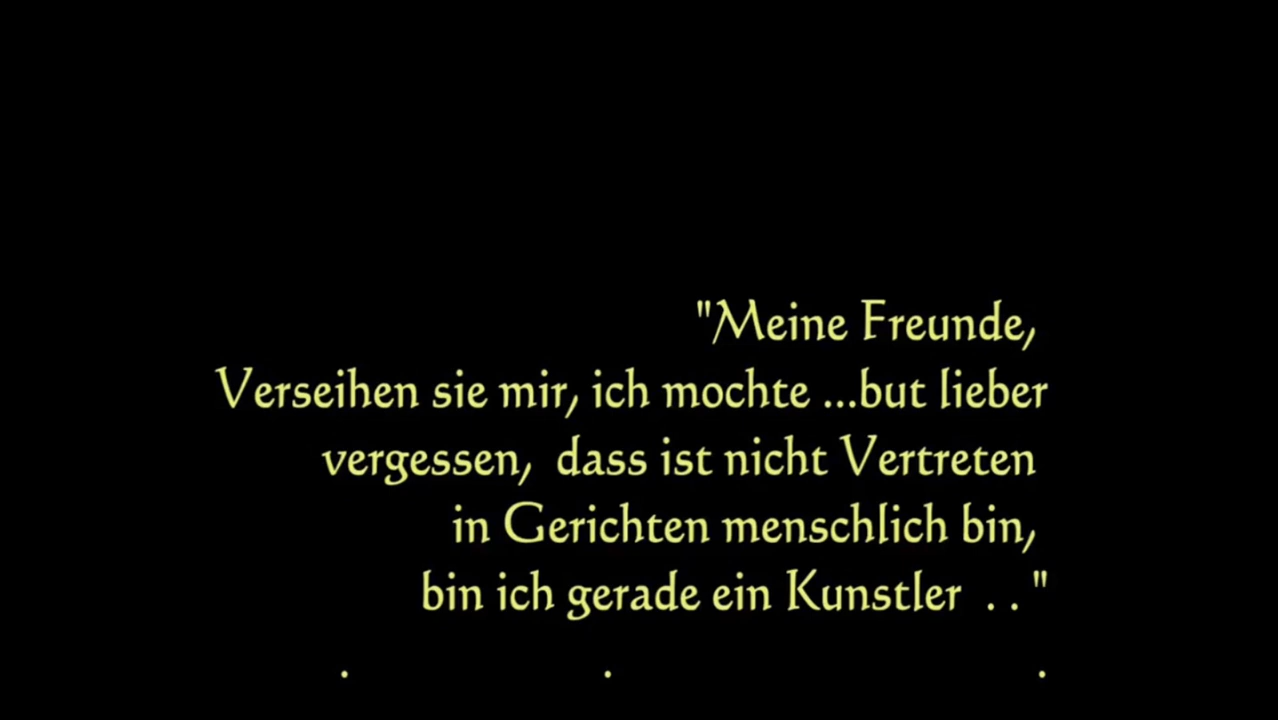 "Meine Freunde,
Verseihen sie mir, ich mochte ...but lieber
vergessen, dass ist nicht Vertreten
in Gerichten menschlich bin,
bin ich gerade ein Kunstler . . "
. . .